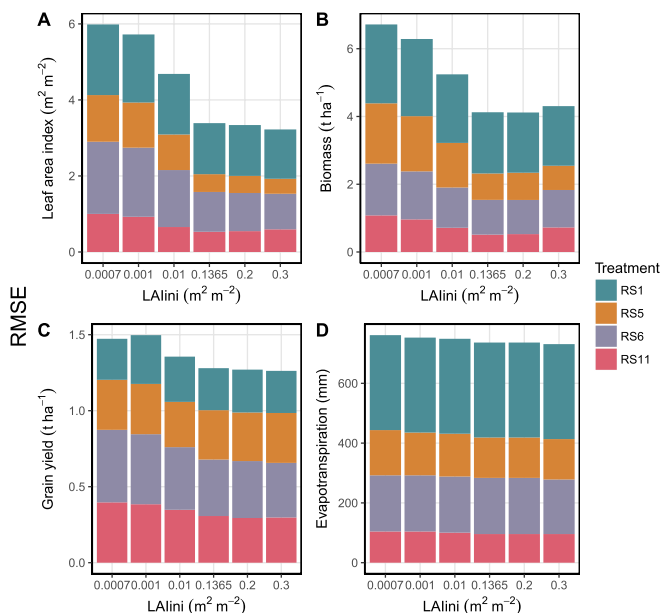 A
B
Leaf area index (m² m⁻²)
6
4
2
0
0.0007 0.001 0.01 0.1365 0.2 0.3
LAIini (m² m⁻²)
Biomass (t ha⁻¹)
6
4
2
0
0.0007 0.001 0.01 0.1365 0.2 0.3
LAIini (m² m⁻²)
RMSE
C
D
Grain yield (t ha⁻¹)
1.5
1.0
0.5
0.0
0.0007 0.001 0.01 0.1365 0.2 0.3
LAIini (m² m⁻²)
Evapotranspiration (mm)
600
400
200
0
0.0007 0.001 0.01 0.1365 0.2 0.3
LAIini (m² m⁻²)
Treatment
RS1
RS5
RS6
RS11